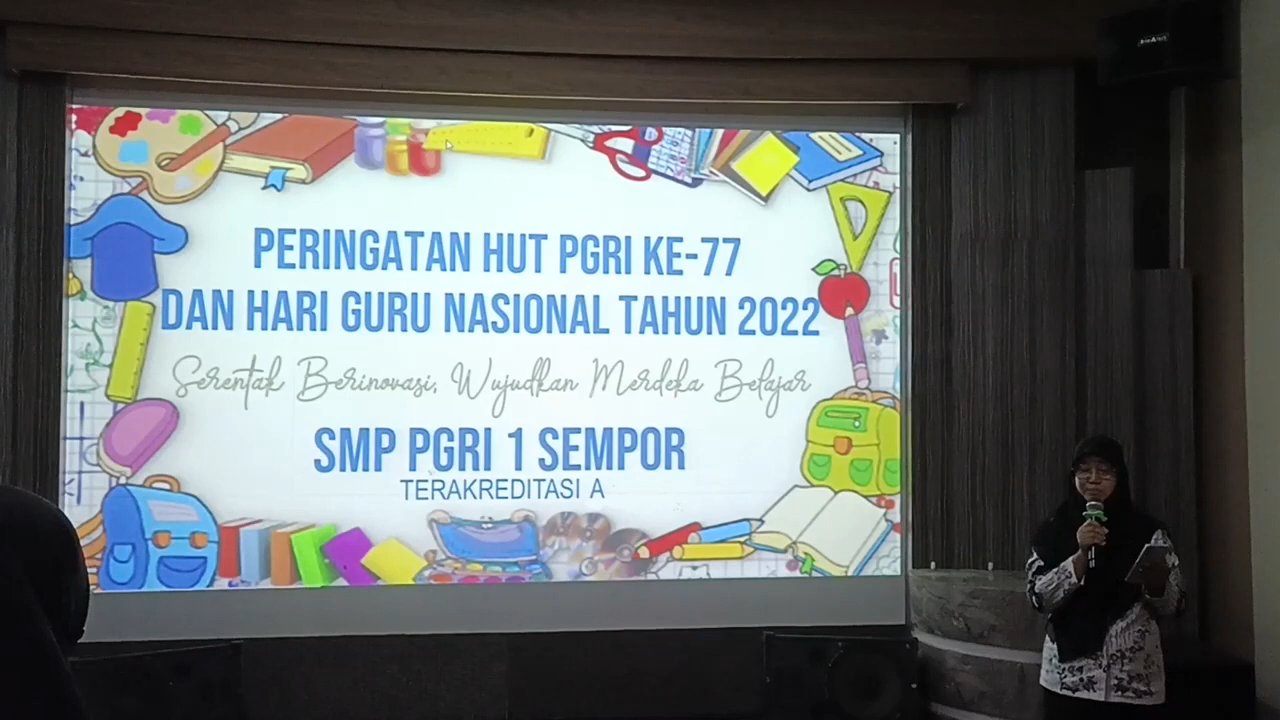 PERINGATAN HUT PGRI KE-77
DAN HARI GURU NASIONAL TAHUN 2022
Serentak Berinovasi, Wujudkan Merdeka Belajar
SMP PGRI 1 SEMPOR
TERAKREDITASI A